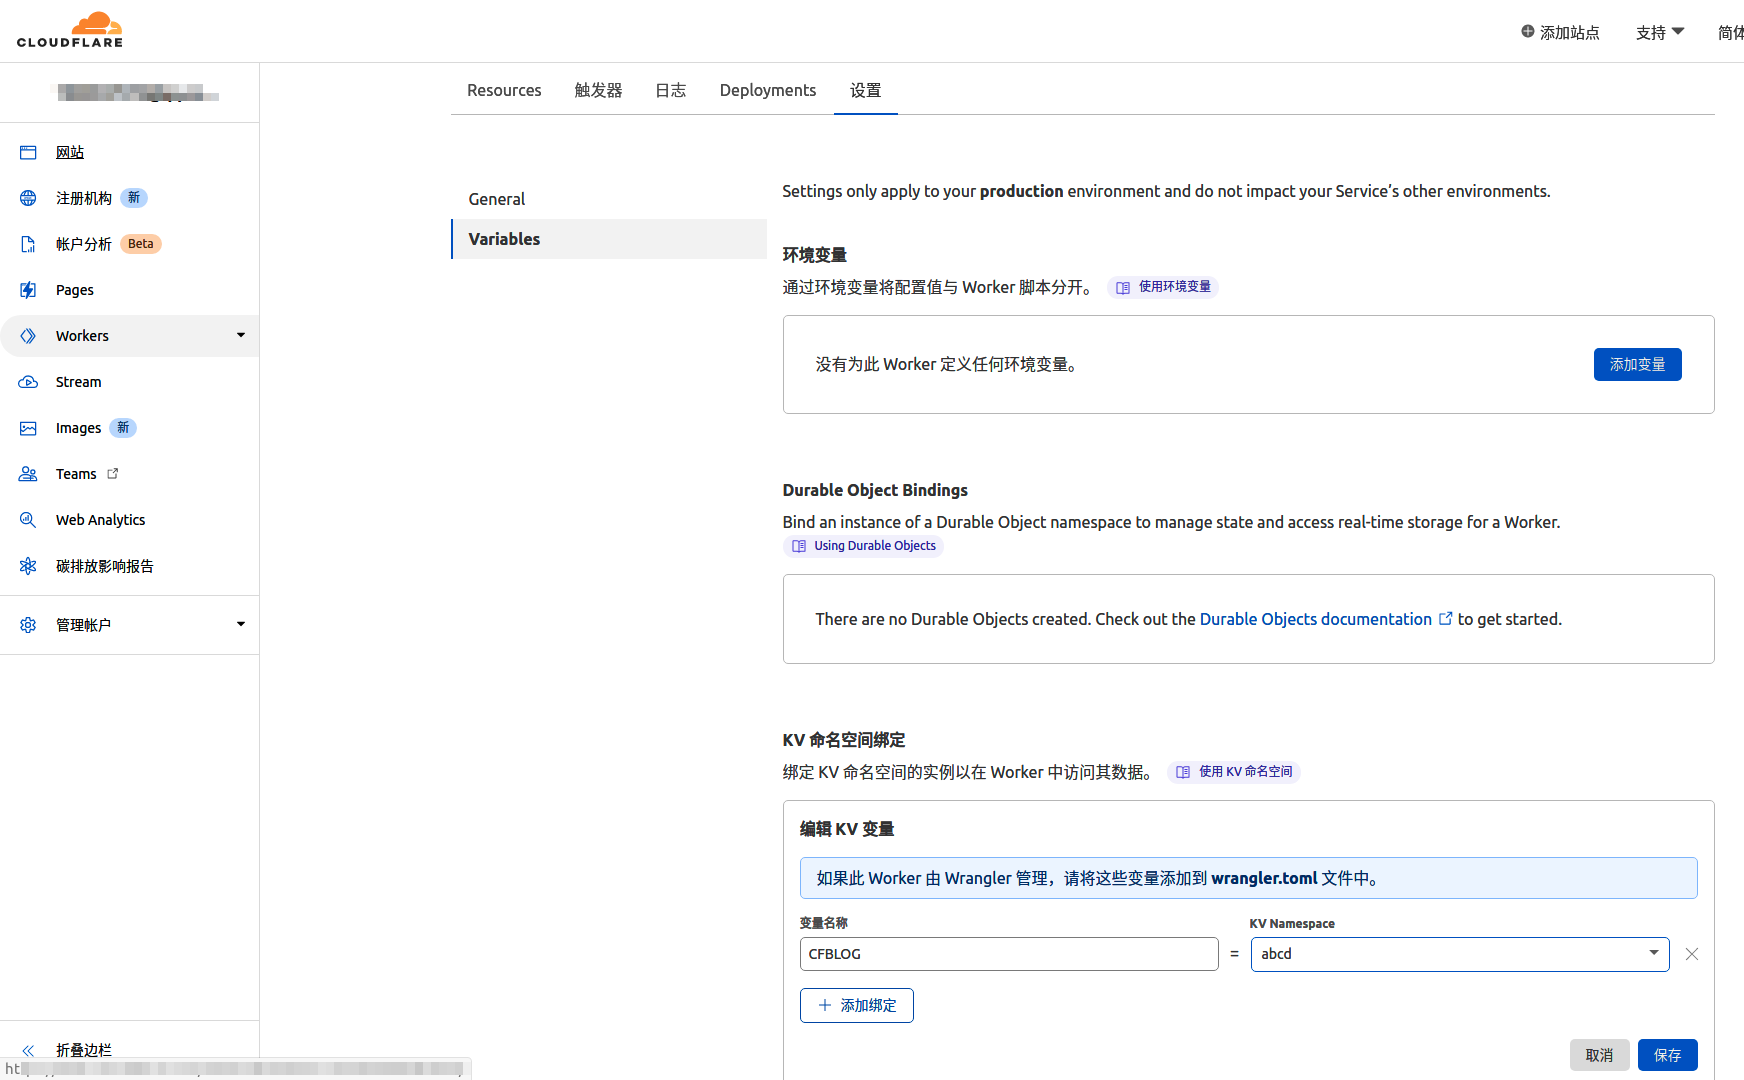 CLOUDFLARE
添加站点
支持
简体
Resources
触发器
日志
Deployments
设置
网站
注册机构 新
帐户分析 Beta
Pages
Workers
Stream
Images 新
Teams
Web Analytics
碳排放影响报告
管理帐户
折叠边栏
General
Variables
Settings only apply to your production environment and do not impact your Service’s other environments.
环境变量
通过环境变量将配置值与 Worker 脚本分开。 使用环境变量
没有为此 Worker 定义任何环境变量。
添加变量
Durable Object Bindings
Bind an instance of a Durable Object namespace to manage state and access real-time storage for a Worker.
Using Durable Objects
There are no Durable Objects created. Check out the Durable Objects documentation to get started.
KV 命名空间绑定
绑定 KV 命名空间的实例以在 Worker 中访问其数据。 使用 KV 命名空间
编辑 KV 变量
如果此 Worker 由 Wrangler 管理，请将这些变量添加到 wrangler.toml 文件中。
变量名称
KV Namespace
CFBLOG
=
abcd
添加绑定
取消
保存